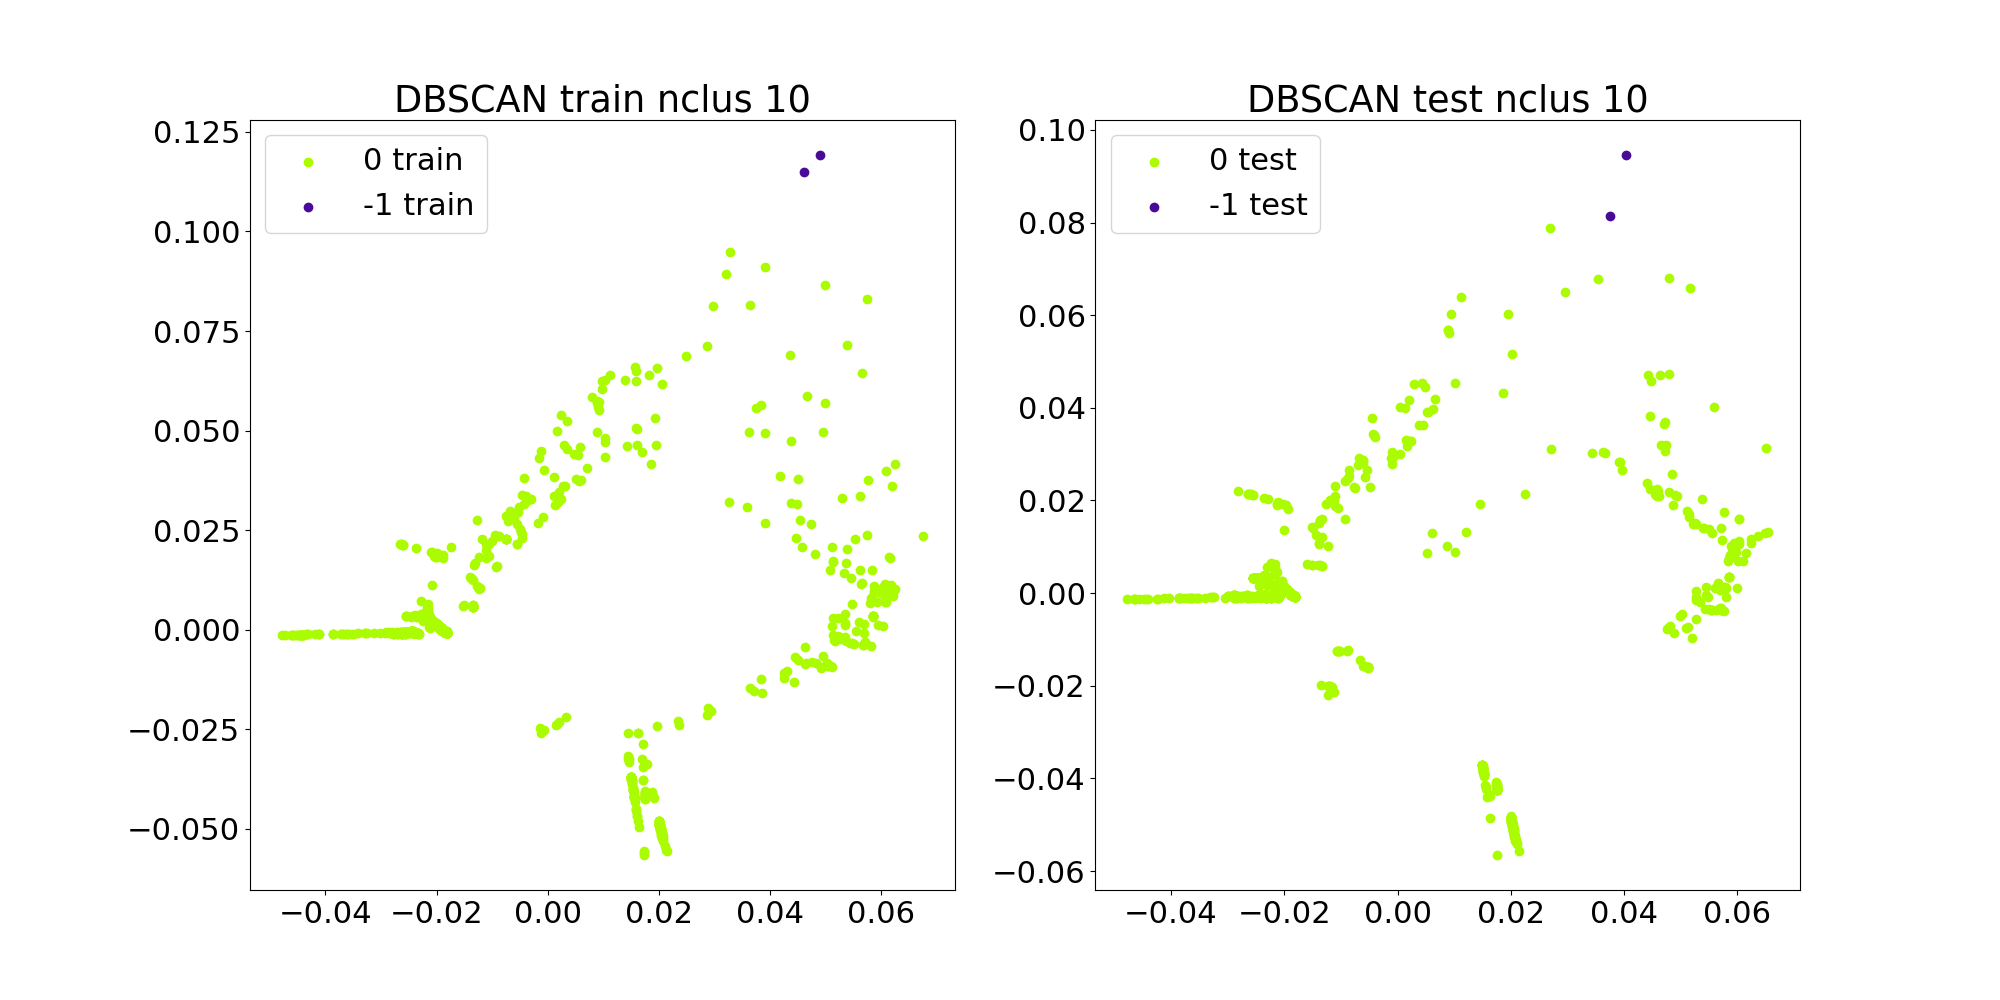 DBSCAN train nclus 10
0 train
-1 train
0.125
0.100
0.075
0.050
0.025
0.000
−0.025
−0.050
−0.04 −0.02 0.00 0.02 0.04 0.06
DBSCAN test nclus 10
0 test
-1 test
0.10
0.08
0.06
0.04
0.02
0.00
−0.02
−0.04
−0.06
−0.04 −0.02 0.00 0.02 0.04 0.06